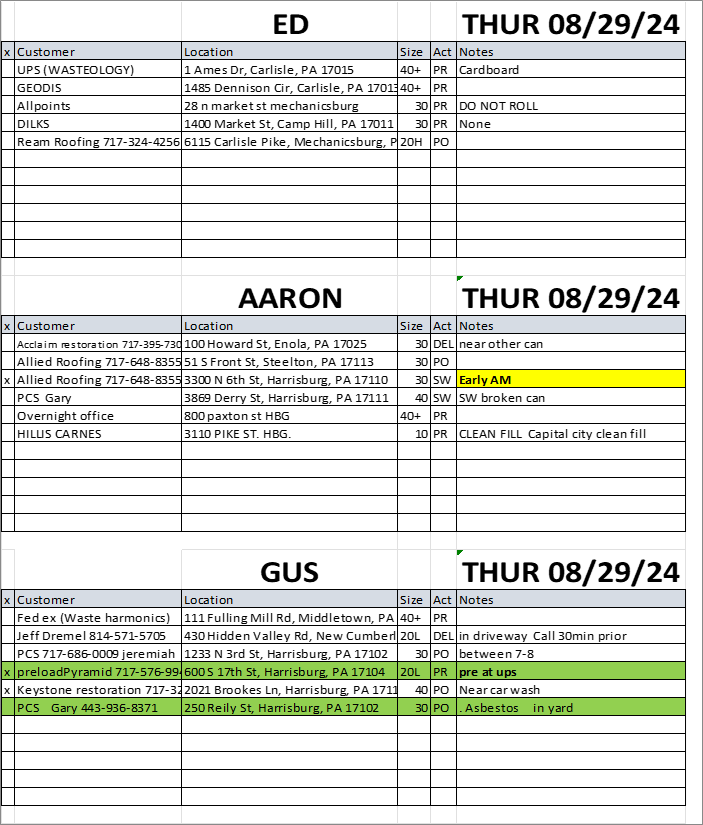 ED THUR 08/29/24
x Customer Location Size Act Notes
UPS (WASTEOLOGY) 1 Ames Dr, Carlisle, PA 17015 40+ PR Cardboard
GEODIS 1485 Dennison Cir, Carlisle, PA 17013 40+ PR
Allpoints 28 n market st mechanicsburg 30 PR DO NOT ROLL
DILKS 1400 Market St, Camp Hill, PA 17011 30 PR None
Ream Roofing 717-324-4256 6115 Carlisle Pike, Mechanicsburg, P 20H PO
AARON THUR 08/29/24
x Customer Location Size Act Notes
Acclaim restoration 717-395-730 100 Howard St, Enola, PA 17025 30 DEL near other can
Allied Roofing 717-648-8355 51 S Front St, Steelton, PA 17113 30 PO
x Allied Roofing 717-648-8355 3300 N 6th St, Harrisburg, PA 17110 30 SW Early AM
PCS Gary 3869 Derry St, Harrisburg, PA 17111 40 SW SW broken can
Overnight office 800 paxton st HBG 40+ PR
HILLIS CARNES 3110 PIKE ST. HBG. 10 PR CLEAN FILL Capital city clean fill
GUS THUR 08/29/24
x Customer Location Size Act Notes
Fed ex (Waste harmonics) 111 Fulling Mill Rd, Middletown, PA 40+ PR
Jeff Dremel 814-571-5705 430 Hidden Valley Rd, New Cumberl 20L DEL in driveway Call 30min prior
PCS 717-686-0009 jeremiah 1233 N 3rd St, Harrisburg, PA 17102 30 PO between 7-8
x preloadPyramid 717-576-994 600 S 17th St, Harrisburg, PA 17104 20L PR pre at ups
x Keystone restoration 717-32 2021 Brookes Ln, Harrisburg, PA 1711 40 PO Near car wash
PCS Gary 443-936-8371 250 Reily St, Harrisburg, PA 17102 30 PO . Asbestos in yard